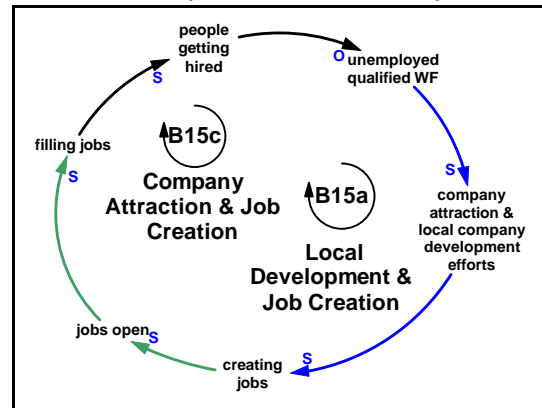 people
getting
hired
O
unemployed
qualified WF
S
B15c
filling jobs
S
Company
Attraction & Job
Creation
B15a
S
company
attraction &
local company
development
efforts
Local
Development &
Job Creation
jobs open
S
creating
jobs
S